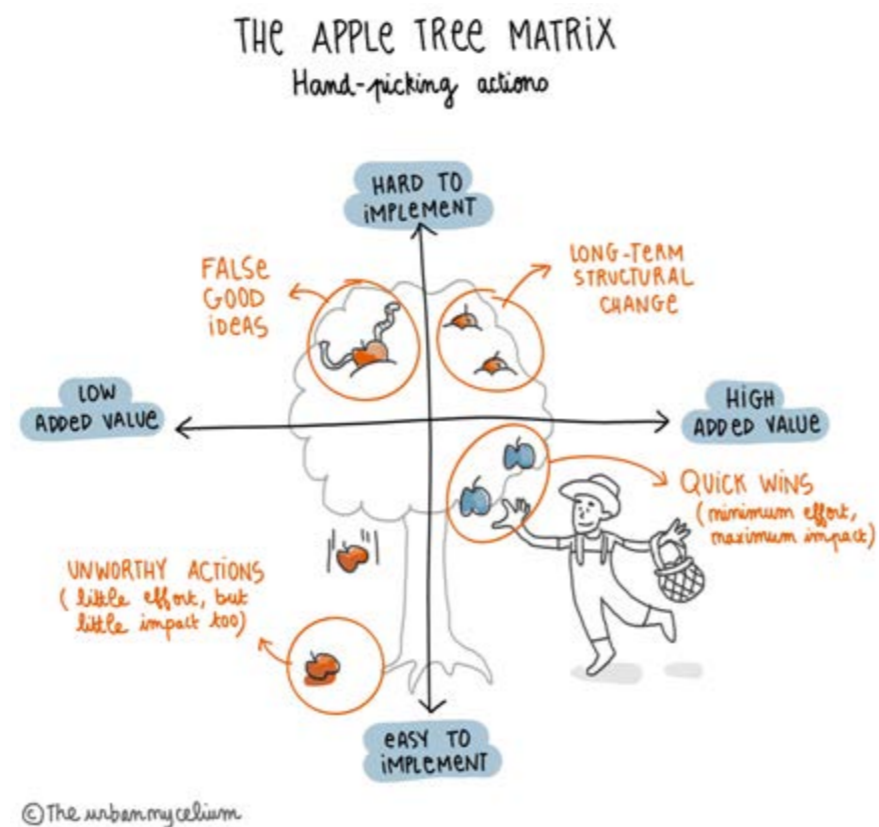 THE APPLE TREE MATRIX
Hand-picking actions
HARD TO
IMPLEMENT
FALSE
GOOD
IDEAS
LONG-TERM
STRUCTURAL
CHANGE
LOW
ADDED VALUE
HIGH
ADDED VALUE
QUICK WINS
(minimum effort,
maximum impact)
UNWORTHY ACTIONS
(little effort, but
little impact too)
EASY TO
IMPLEMENT
©The urbanmycelium